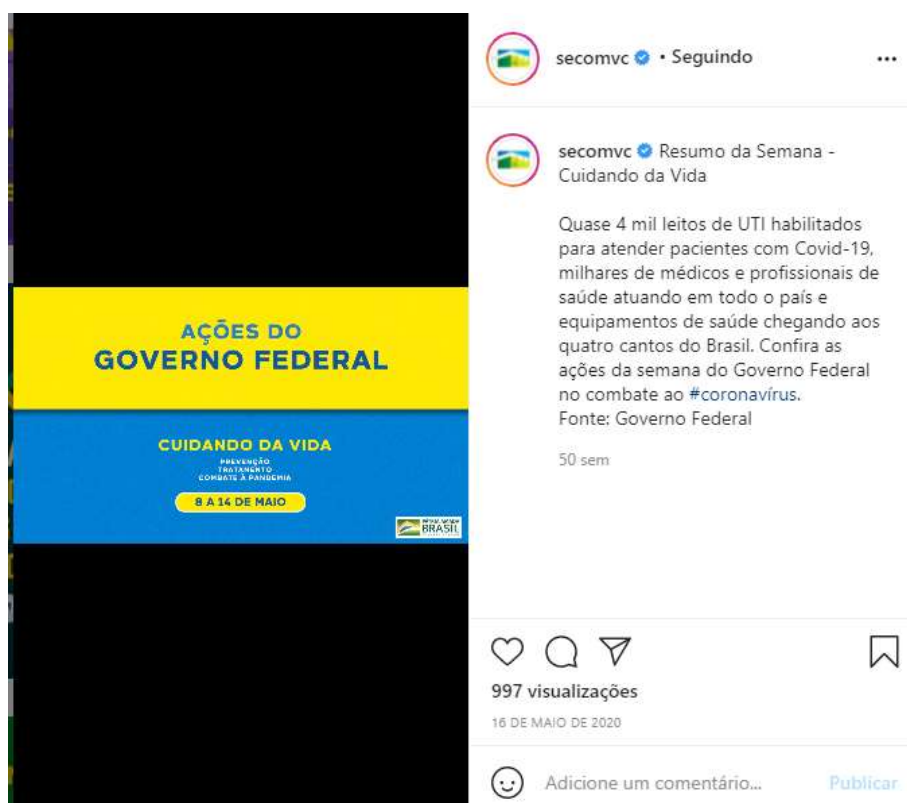 AÇÕES DO
GOVERNO FEDERAL
CUIDANDO DA VIDA
PREVENÇÃO
TRATAMENTO
COMBATE À PANDEMIA
8 A 14 DE MAIO
BRASIL
secomvc • Seguindo
secomvc Resumo da Semana -
Cuidando da Vida
Quase 4 mil leitos de UTI habilitados
para atender pacientes com Covid-19,
milhares de médicos e profissionais de
saúde atuando em todo o país e
equipamentos de saúde chegando aos
quatro cantos do Brasil. Confira as
ações da semana do Governo Federal
no combate ao #coronavírus.
Fonte: Governo Federal
50 sem
997 visualizações
16 DE MAIO DE 2020
Adicione um comentário... Publicar